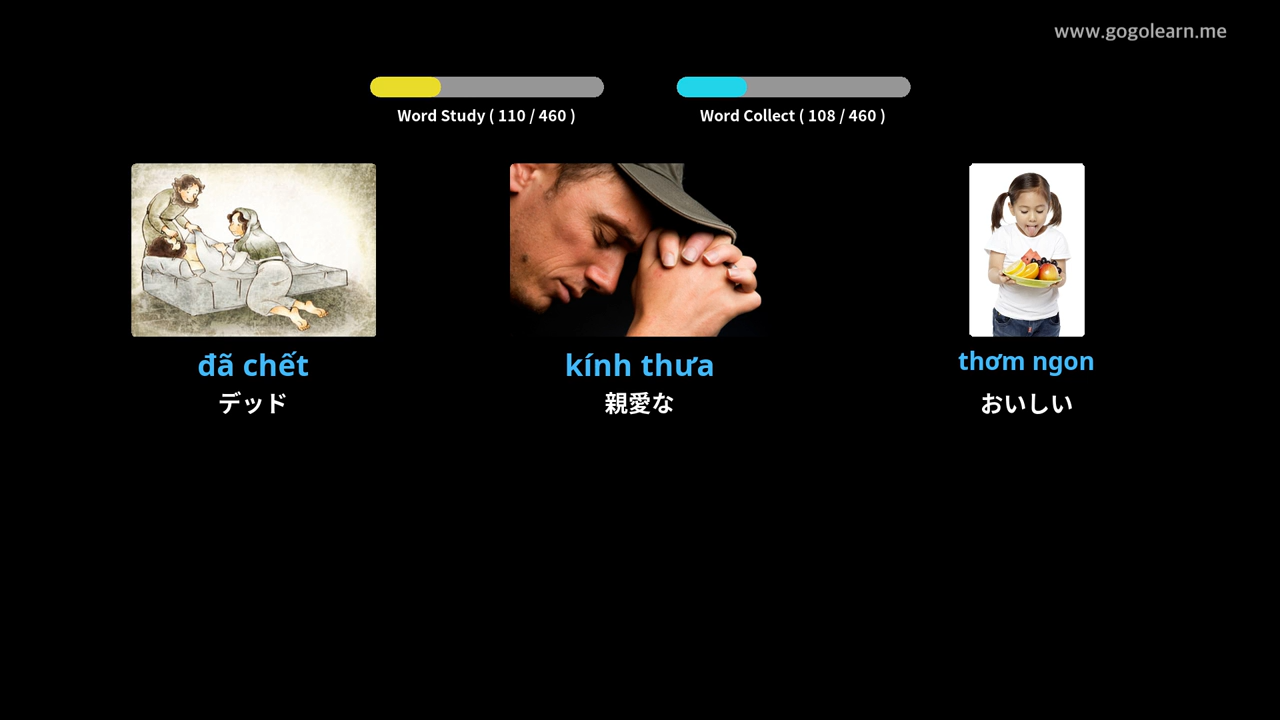 www.gogolearn.me
Word Study ( 110 / 460 )
Word Collect ( 108 / 460 )
đã chết
デッド
kính thưa
親愛な
thơm ngon
おいしい